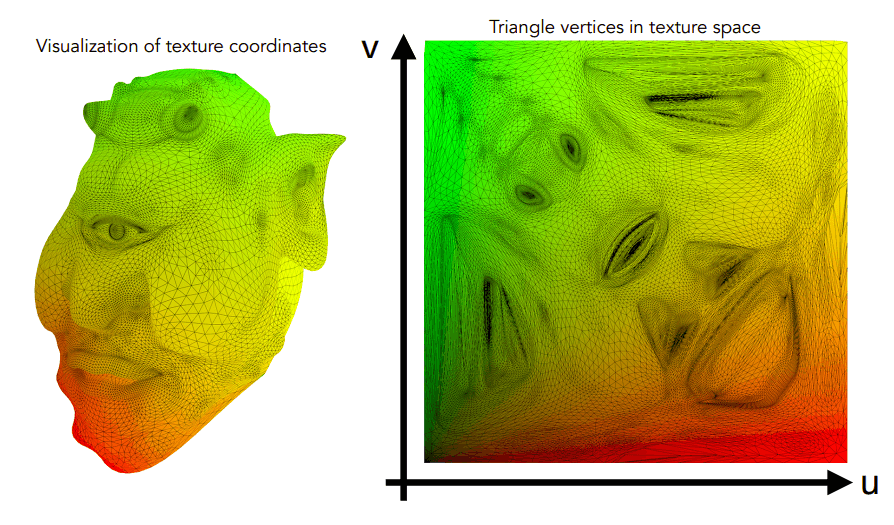 Visualization of texture coordinates
Triangle vertices in texture space
v
u